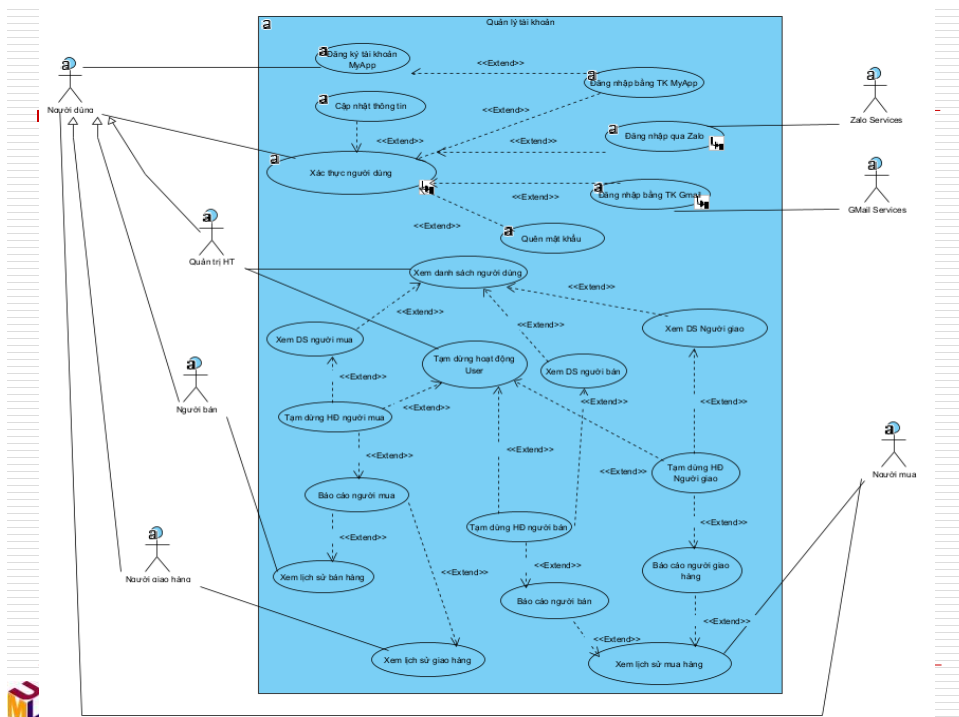 Quản lý tài khoản
Đăng ký tài khoản
MyApp
<<Extend>>
Đăng nhập bằng TK MyApp
Người dùng
Cập nhật thông tin
<<Extend>>
Zalo Services
<<Extend>>
<<Extend>>
Đăng nhập qua Zalo
Xác thực người dùng
<<Extend>>
Đăng nhập bằng TK Gmail
GMail Services
<<Extend>>
Quên mật khẩu
Quản trị HT
Xem danh sách người dùng
<<Extend>>
<<Extend>>
<<Extend>>
Xem DS Người giao
Xem DS người mua
Tạm dừng hoạt động
User
Xem DS người bán
<<Extend>>
<<Extend>>
<<Extend>>
<<Extend>>
Người bán
Tạm dừng HĐ người mua
<<Extend>>
<<Extend>>
<<Extend>>
Tạm dừng HĐ
Người giao
Người mua
Báo cáo người mua
Tạm dừng HĐ người bán
<<Extend>>
<<Extend>>
<<Extend>>
<<Extend>>
Người giao hàng
Xem lịch sử bán hàng
Báo cáo người giao
hàng
Báo cáo người bán
<<Extend>>
<<Extend>>
Xem lịch sử giao hàng
Xem lịch sử mua hàng
UML